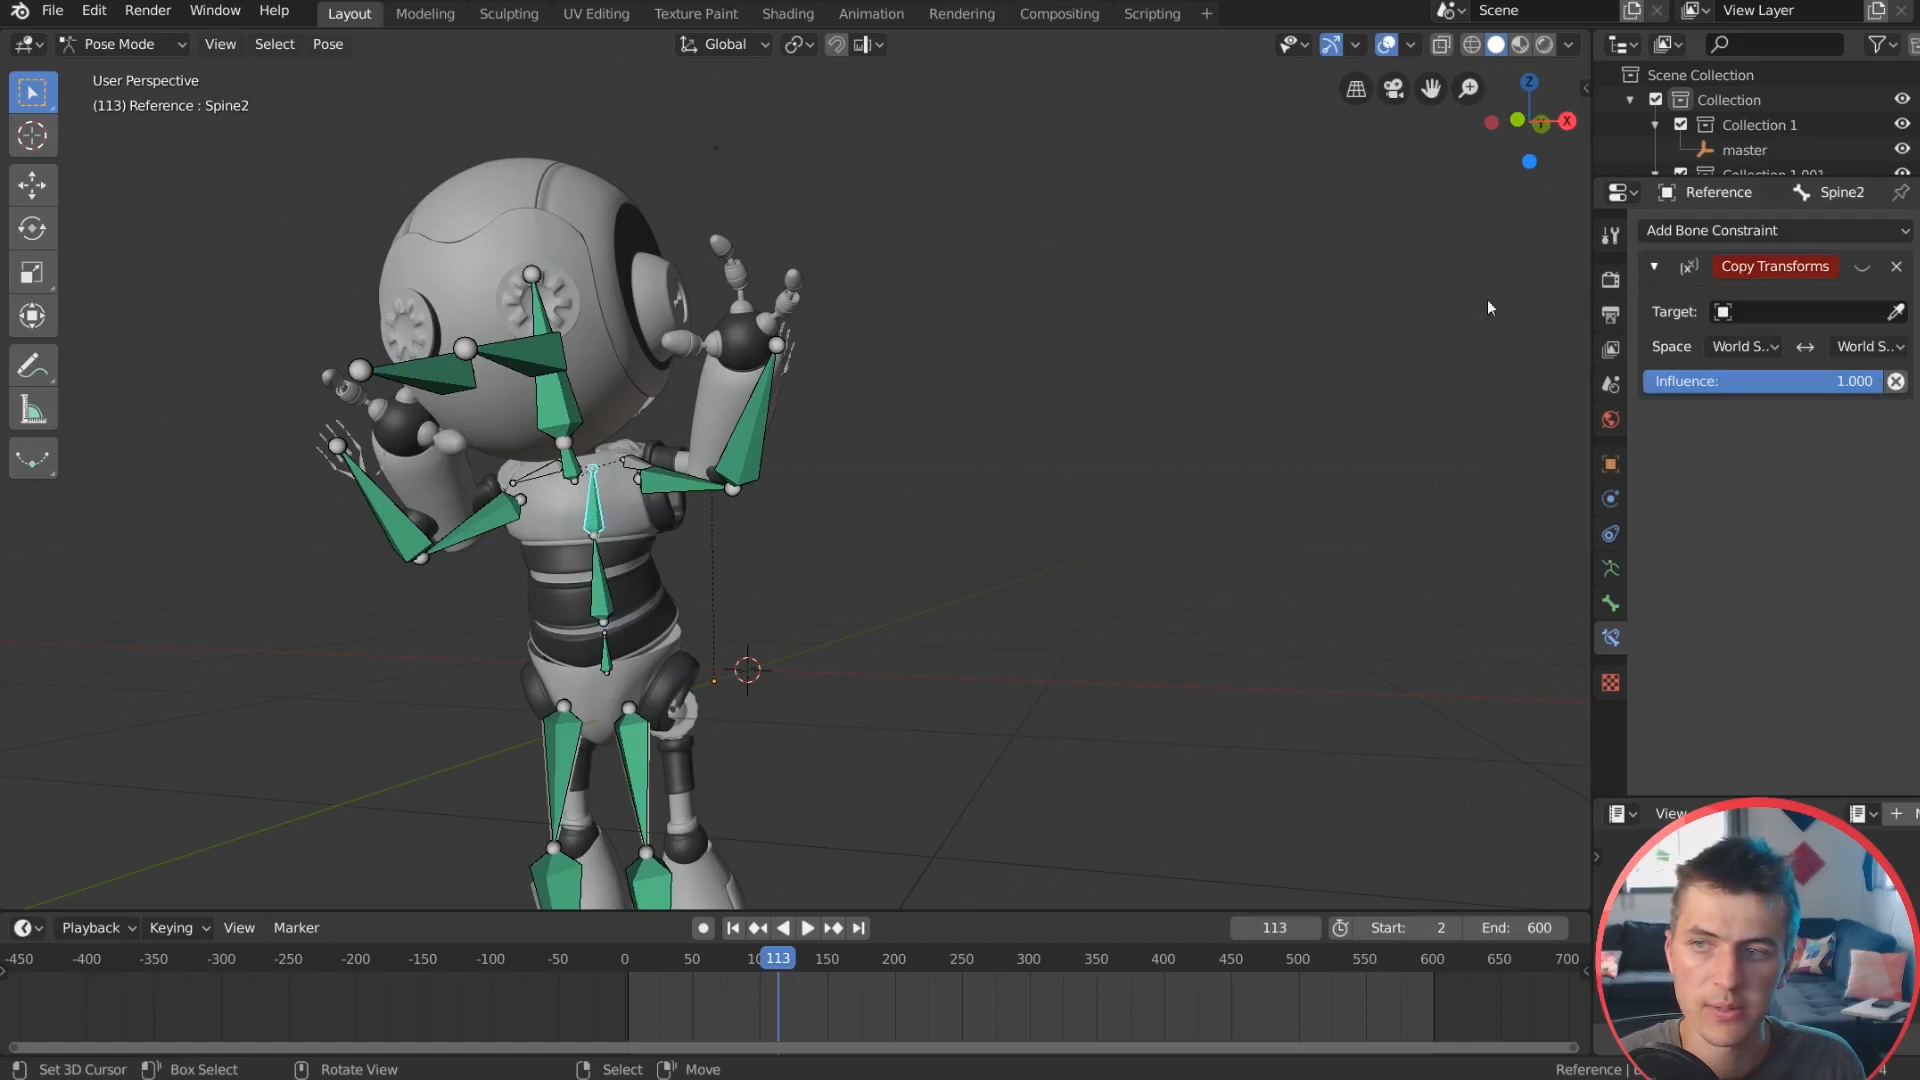 File Edit Render Window Help Layout Modeling Sculpting UV Editing Texture Paint Shading Animation Rendering Compositing Scripting + Scene View Layer
Pose Mode View Select Pose Global
User Perspective
(113) Reference : Spine2
Z
Y
X
Scene Collection
Collection
Collection 1
master
Collection 1.001
Reference Spine2
Add Bone Constraint
Copy Transforms
Target:
Space World S.. World S..
Influence: 1.000
View
Playback Keying View Marker 113 Start: 2 End: 600
-450 -400 -350 -300 -250 -200 -150 -100 -50 0 50 113 150 200 250 300 350 400 450 500 550 600 650 700
Set 3D Cursor Box Select Rotate View Select Move Reference